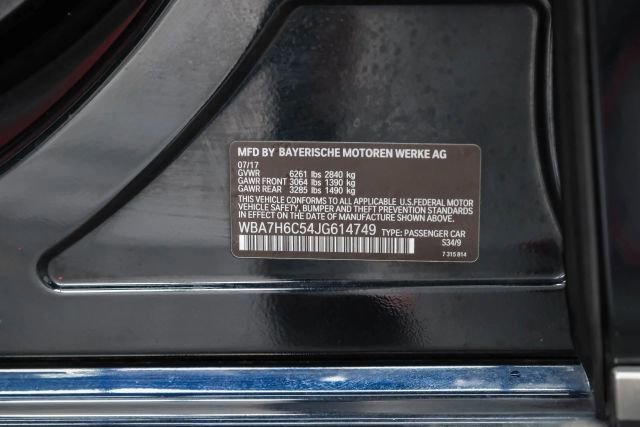 MFD BY BAYERISCHE MOTOREN WERKE AG
07/17
GVWR 6261 lbs 2840 kg
GAWR FRONT 3064 lbs 1390 kg
GAWR REAR 3285 lbs 1490 kg
THIS VEHICLE CONFORMS TO ALL APPLICABLE U.S.FEDERAL MOTOR
VEHICLE SAFETY, BUMPER AND THEFT PREVENTION STANDARDS
IN EFFECT ON THE DATE OF MANUFACTURE SHOWN ABOVE.
WBA7H6C54JG614749 TYPE: PASSENGER CAR
S34/9
7 315 814